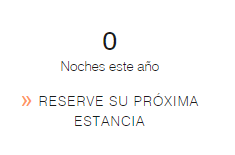 0
Noches este año
» RESERVE SU PRÓXIMA
ESTANCIA